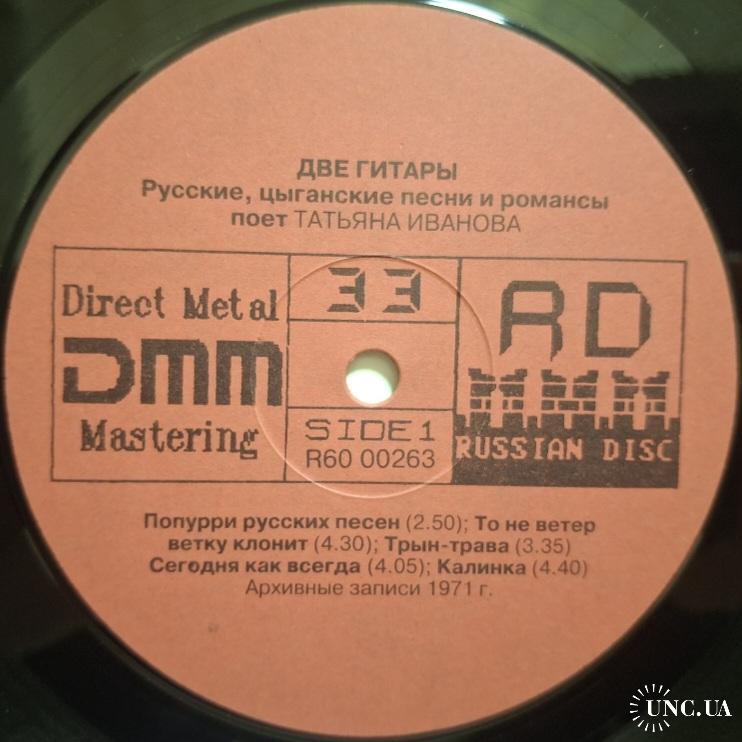 ДВЕ ГИТАРЫ
Русские, цыганские песни и романсы
поет ТАТЬЯНА ИВАНОВА
Direct Metal
DMM
Mastering
33
SIDE 1
R60 00263
RD
RUSSIAN DISC
Попурри русских песен (2.50); То не ветер
ветку клонит (4.30); Трын-трава (3.35)
Сегодня как всегда (4.05); Калинка (4.40)
Архивные записи 1971 г.
UNC.UA